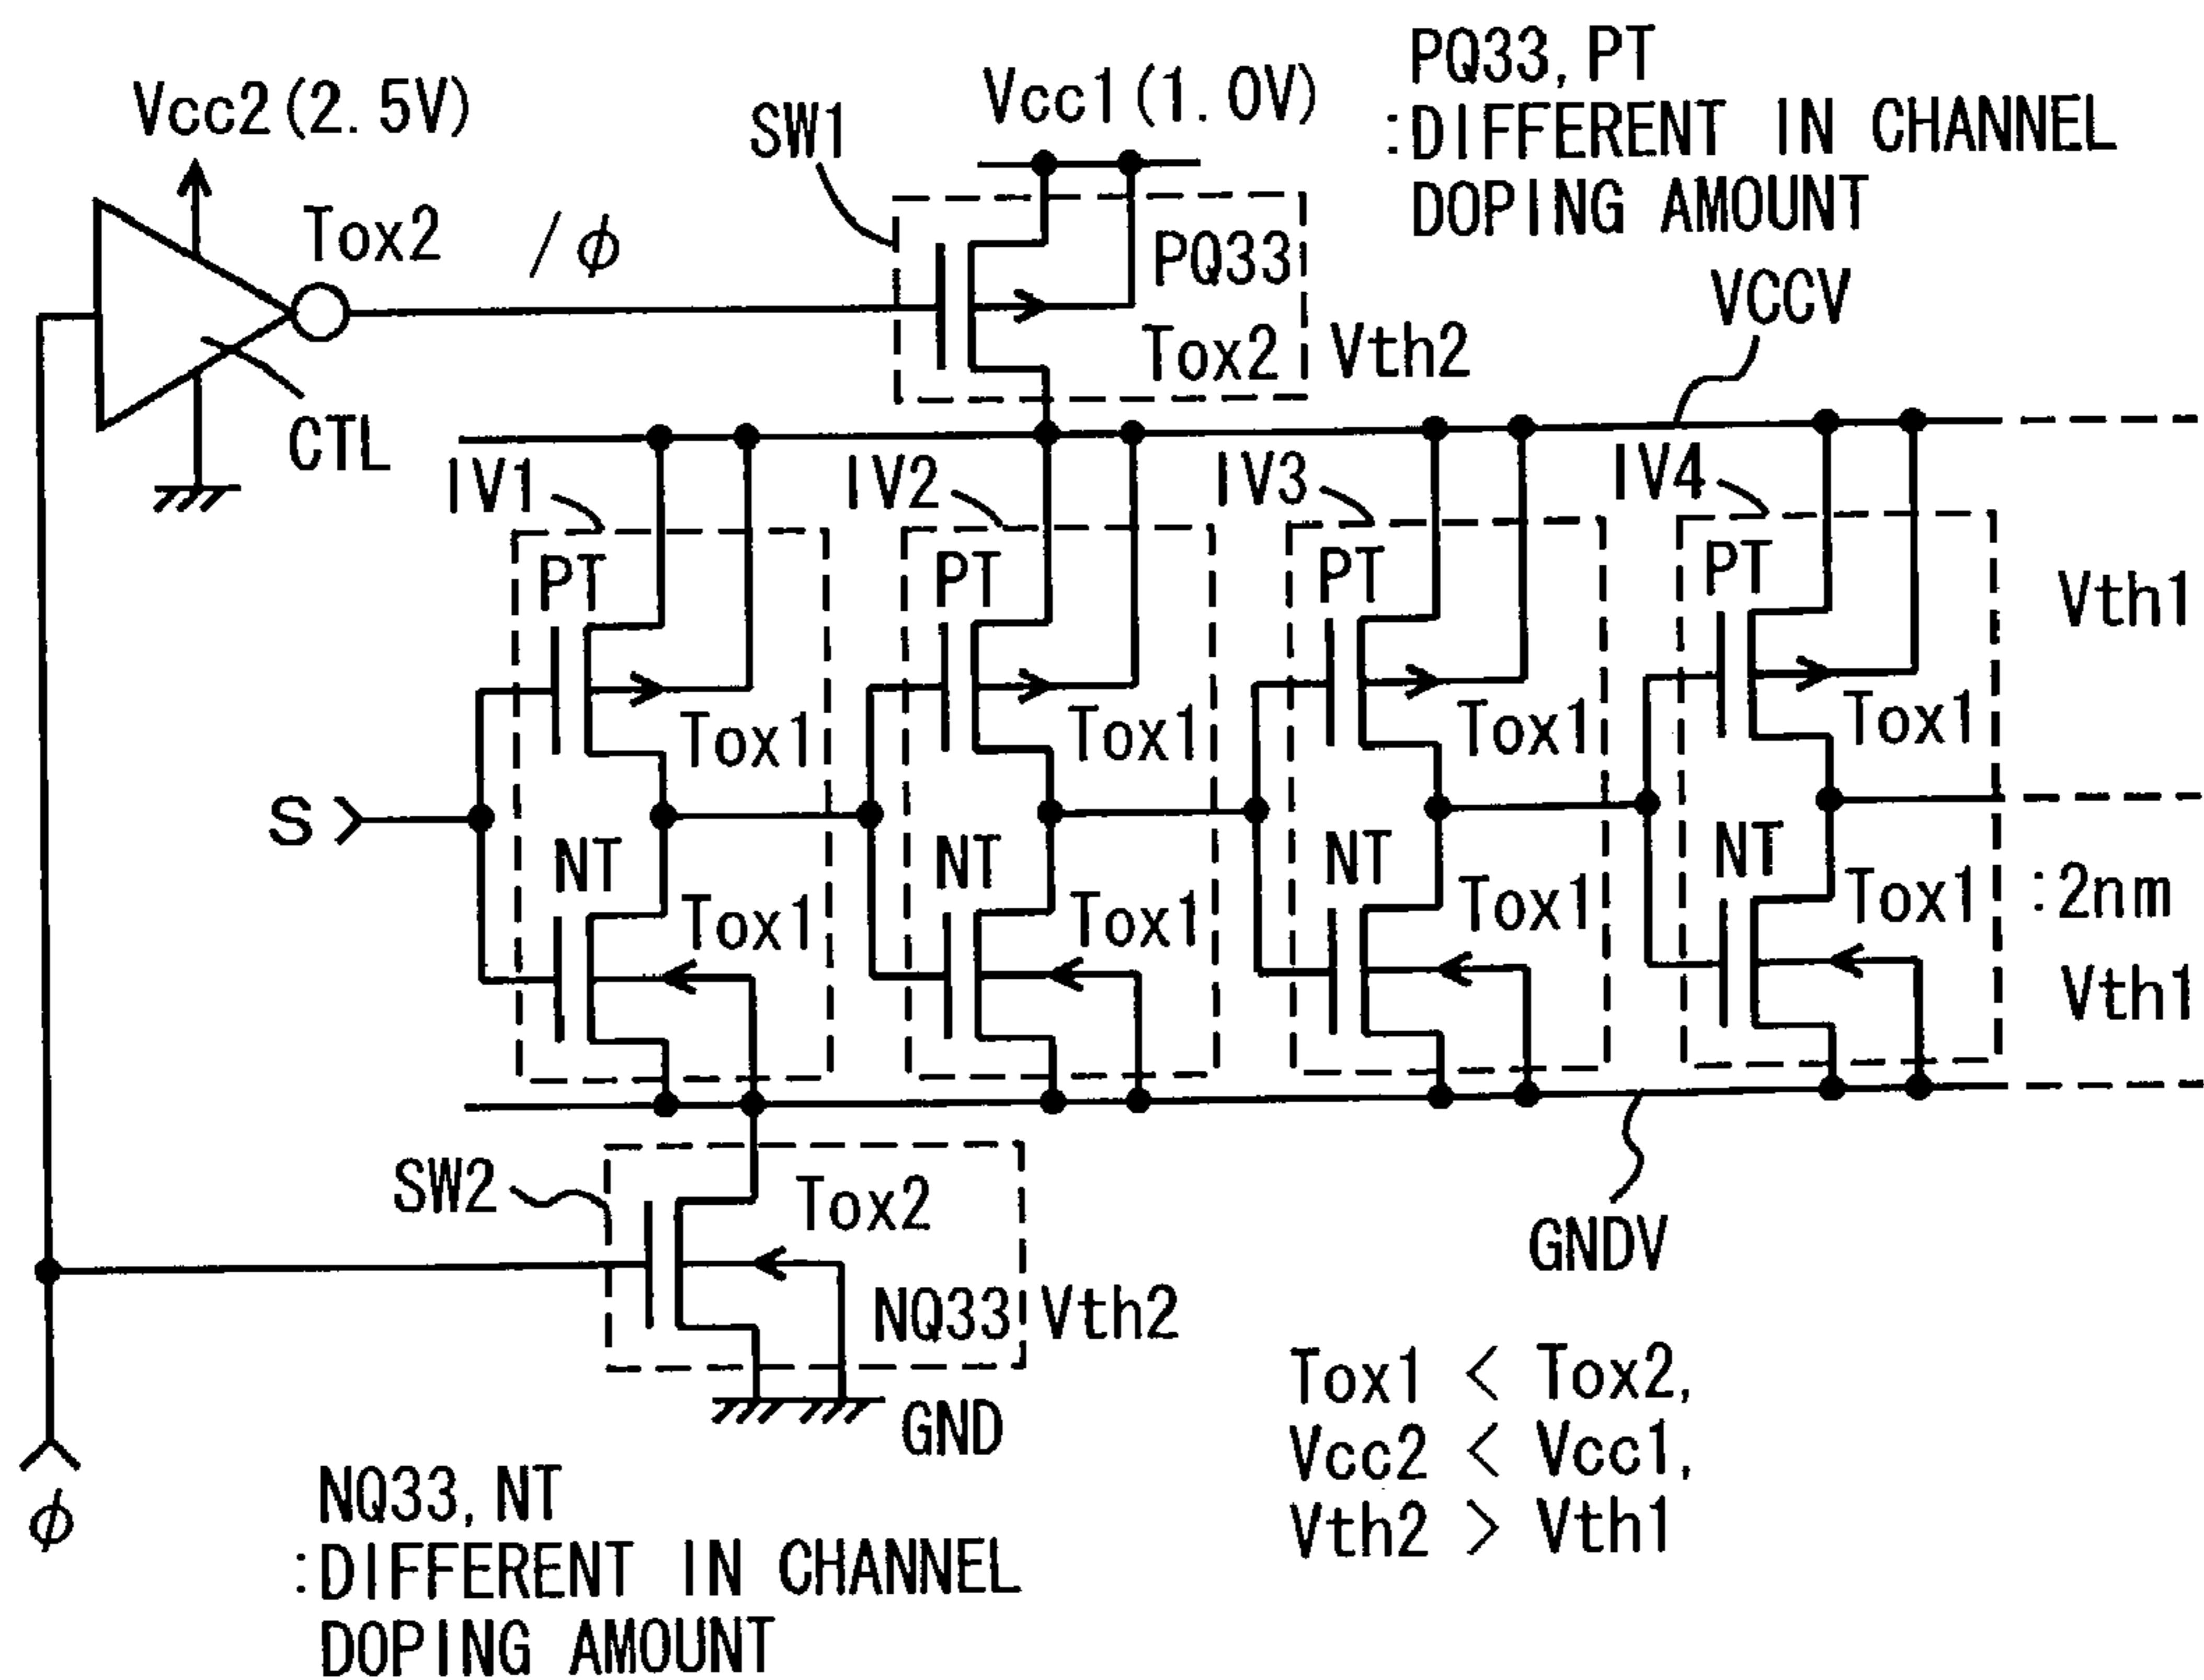 PQ33, PT
:DIFFERENT IN CHANNEL
DOPING AMOUNT
Vcc2(2.5V)
SW1
Vcc1(1.0V)
Tox2
/ϕ
PQ33
Tox2
Vth2
VCCV
CTL
IV1
IV2
IV3
IV4
PT
PT
PT
PT
Vth1
Tox1
Tox1
Tox1
Tox1
S
NT
NT
NT
NT
Tox1
Tox1
Tox1
Tox1 :2nm
Vth1
SW2
Tox2
NQ33
Vth2
GNDV
GND
Tox1 < Tox2,
Vcc2 < Vcc1,
Vth2 > Vth1
ϕ
NQ33, NT
:DIFFERENT IN CHANNEL
DOPING AMOUNT